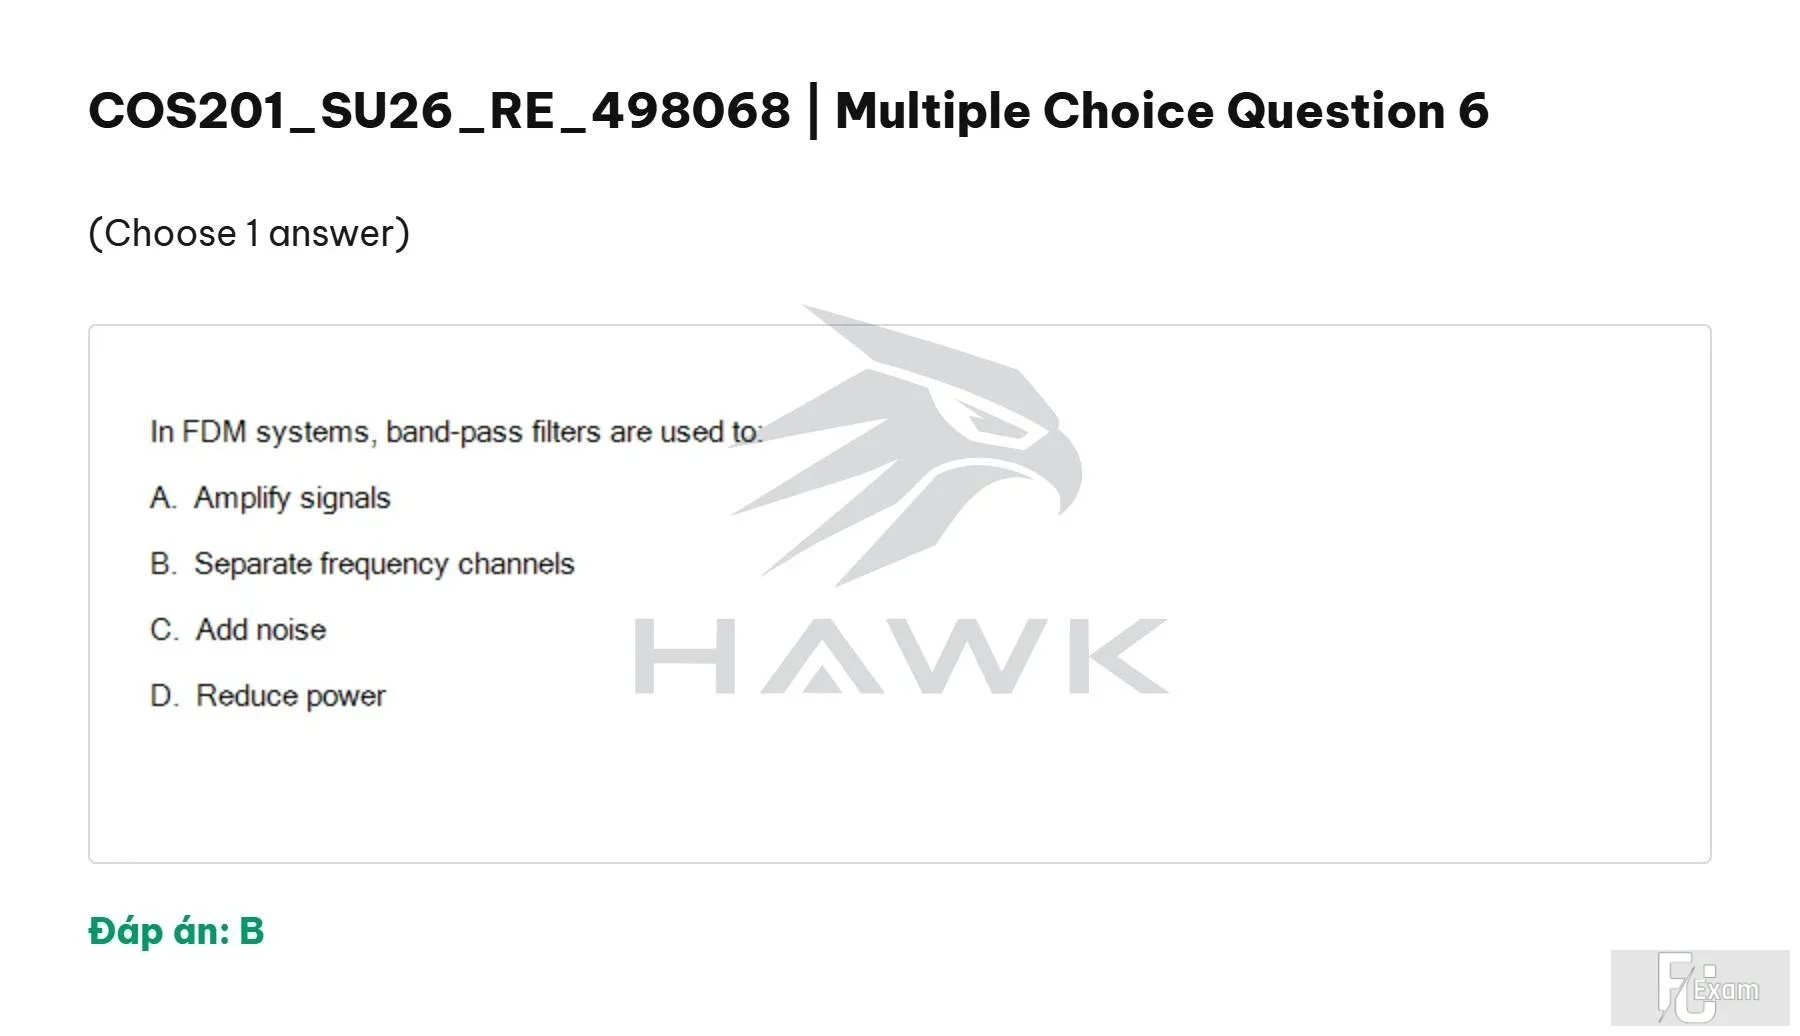 COS201_SU26_RE_498068 | Multiple Choice Question 6
(Choose 1 answer)
In FDM systems, band-pass filters are used to:
A. Amplify signals
B. Separate frequency channels
C. Add noise
D. Reduce power
HAWK
Đáp án: B
FU Exam